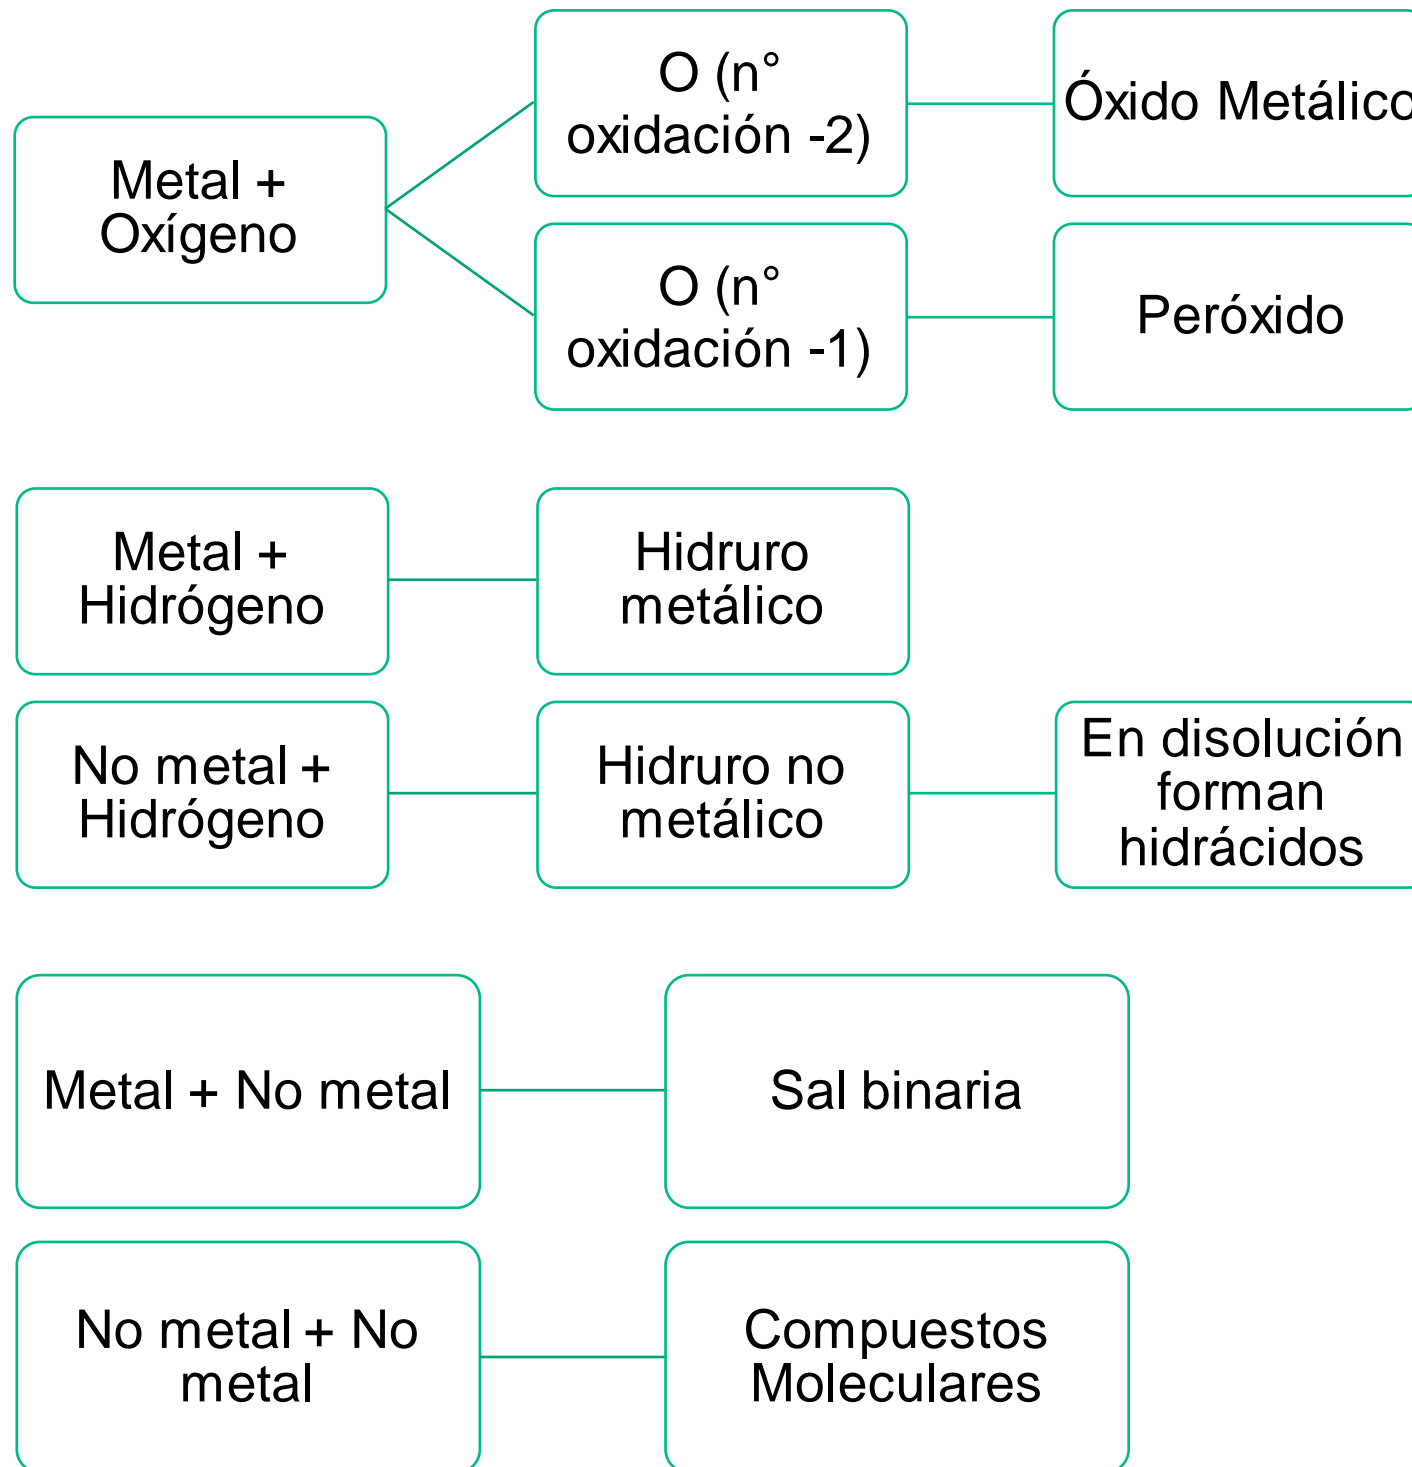 Metal +
Oxígeno
O (n°
oxidación -2)
Óxido Metálico
O (n°
oxidación -1)
Peróxido
Metal +
Hidrógeno
Hidruro
metálico
No metal +
Hidrógeno
Hidruro no
metálico
En disolución
forman
hidrácidos
Metal + No metal
Sal binaria
No metal + No
metal
Compuestos
Moleculares